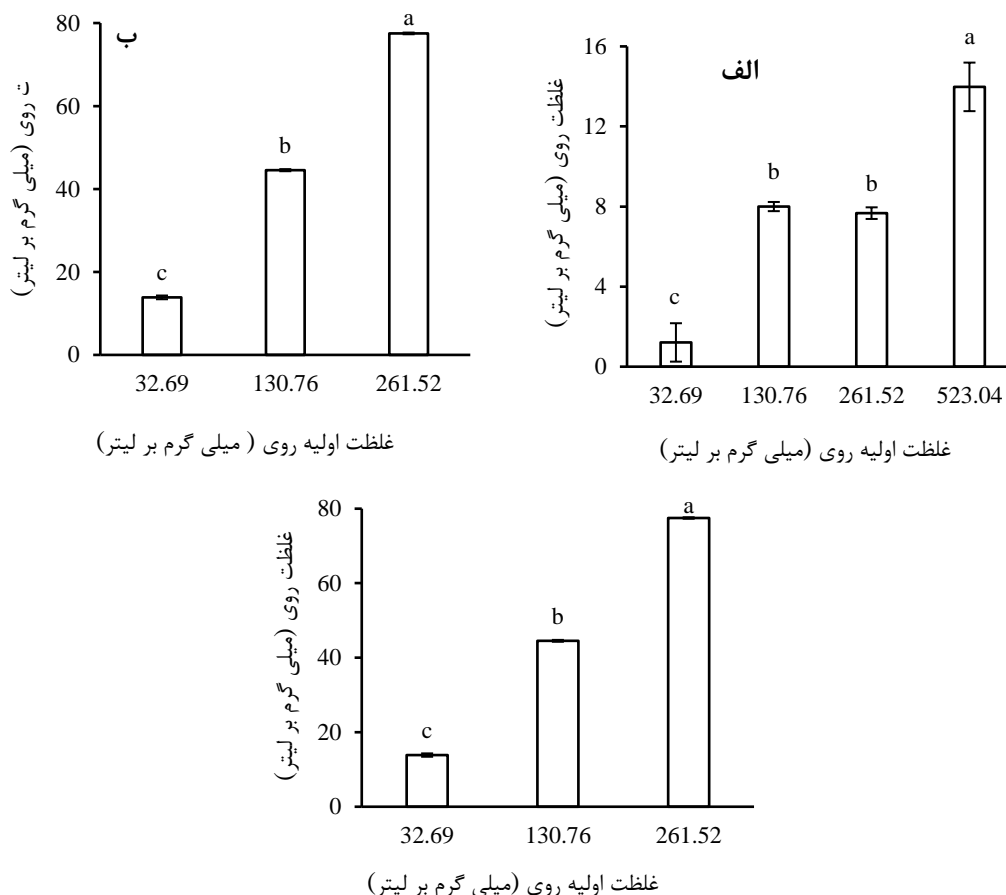 الف
غلظت روی (میلی گرم بر لیتر)
16
12
8
4
0
a
b
b
c
32.69
130.76
261.52
523.04
غلظت اولیه روی (میلی گرم بر لیتر)
ب
ت روی (میلی گرم بر لیتر)
80
60
40
20
0
a
b
c
32.69
130.76
261.52
غلظت اولیه روی ( میلی گرم بر لیتر)
غلظت روی (میلی گرم بر لیتر)
80
60
40
20
0
a
b
c
32.69
130.76
261.52
غلظت اولیه روی (میلی گرم بر لیتر)